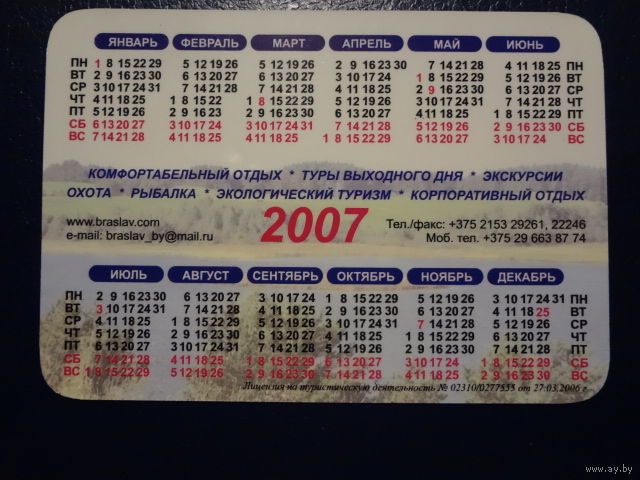 ЯНВАРЬ ФЕВРАЛЬ МАРТ АПРЕЛЬ МАЙ ИЮНЬ
ПН 1 8 15 22 29 5 12 19 26 5 12 19 26 2 9 16 23 30 7 14 21 28 4 11 18 25 ПН
ВТ 2 9 16 23 30 6 13 20 27 6 13 20 27 3 10 17 24 1 8 15 22 29 5 12 19 26 ВТ
СР 3 10 17 24 31 7 14 21 28 7 14 21 28 4 11 18 25 2 9 16 23 30 6 13 20 27 СР
ЧТ 4 11 18 25 1 8 15 22 1 8 15 22 29 5 12 19 26 3 10 17 24 31 7 14 21 28 ЧТ
ПТ 5 12 19 26 2 9 16 23 2 9 16 23 30 6 13 20 27 4 11 18 25 1 8 15 22 29 ПТ
СБ 6 13 20 27 3 10 17 24 3 10 17 24 31 7 14 21 28 5 12 19 26 2 9 16 23 30 СБ
ВС 7 14 21 28 4 11 18 25 4 11 18 25 1 8 15 22 29 6 13 20 27 3 10 17 24 ВС
КОМФОРТАБЕЛЬНЫЙ ОТДЫХ * ТУРЫ ВЫХОДНОГО ДНЯ * ЭКСКУРСИИ
ОХОТА * РЫБАЛКА * ЭКОЛОГИЧЕСКИЙ ТУРИЗМ * КОРПОРАТИВНЫЙ ОТДЫХ
www.braslav.com
e-mail: braslav_by@mail.ru
2007
Тел./факс: +375 2153 29261, 22246
Моб. тел. +375 29 663 87 74
ИЮЛЬ АВГУСТ СЕНТЯБРЬ ОКТЯБРЬ НОЯБРЬ ДЕКАБРЬ
ПН 2 9 16 23 30 6 13 20 27 3 10 17 24 1 8 15 22 29 5 12 19 26 3 10 17 24 31 ПН
ВТ 3 10 17 24 31 7 14 21 28 4 11 18 25 2 9 16 23 30 6 13 20 27 4 11 18 25 ВТ
СР 4 11 18 25 1 8 15 22 29 5 12 19 26 3 10 17 24 31 7 14 21 28 5 12 19 26 СР
ЧТ 5 12 19 26 2 9 16 23 30 6 13 20 27 4 11 18 25 1 8 15 22 29 6 13 20 27 ЧТ
ПТ 6 13 20 27 3 10 17 24 31 7 14 21 28 5 12 19 26 2 9 16 23 30 7 14 21 28 ПТ
СБ 7 14 21 28 4 11 18 25 1 8 15 22 29 6 13 20 27 3 10 17 24 1 8 15 22 29 СБ
ВС 1 8 15 22 29 5 12 19 26 2 9 16 23 30 7 14 21 28 4 11 18 25 2 9 16 23 30 ВС
Лицензия на туристическую деятельность № 02310/0277555 от 27.03.2006 г.
www.ay.by